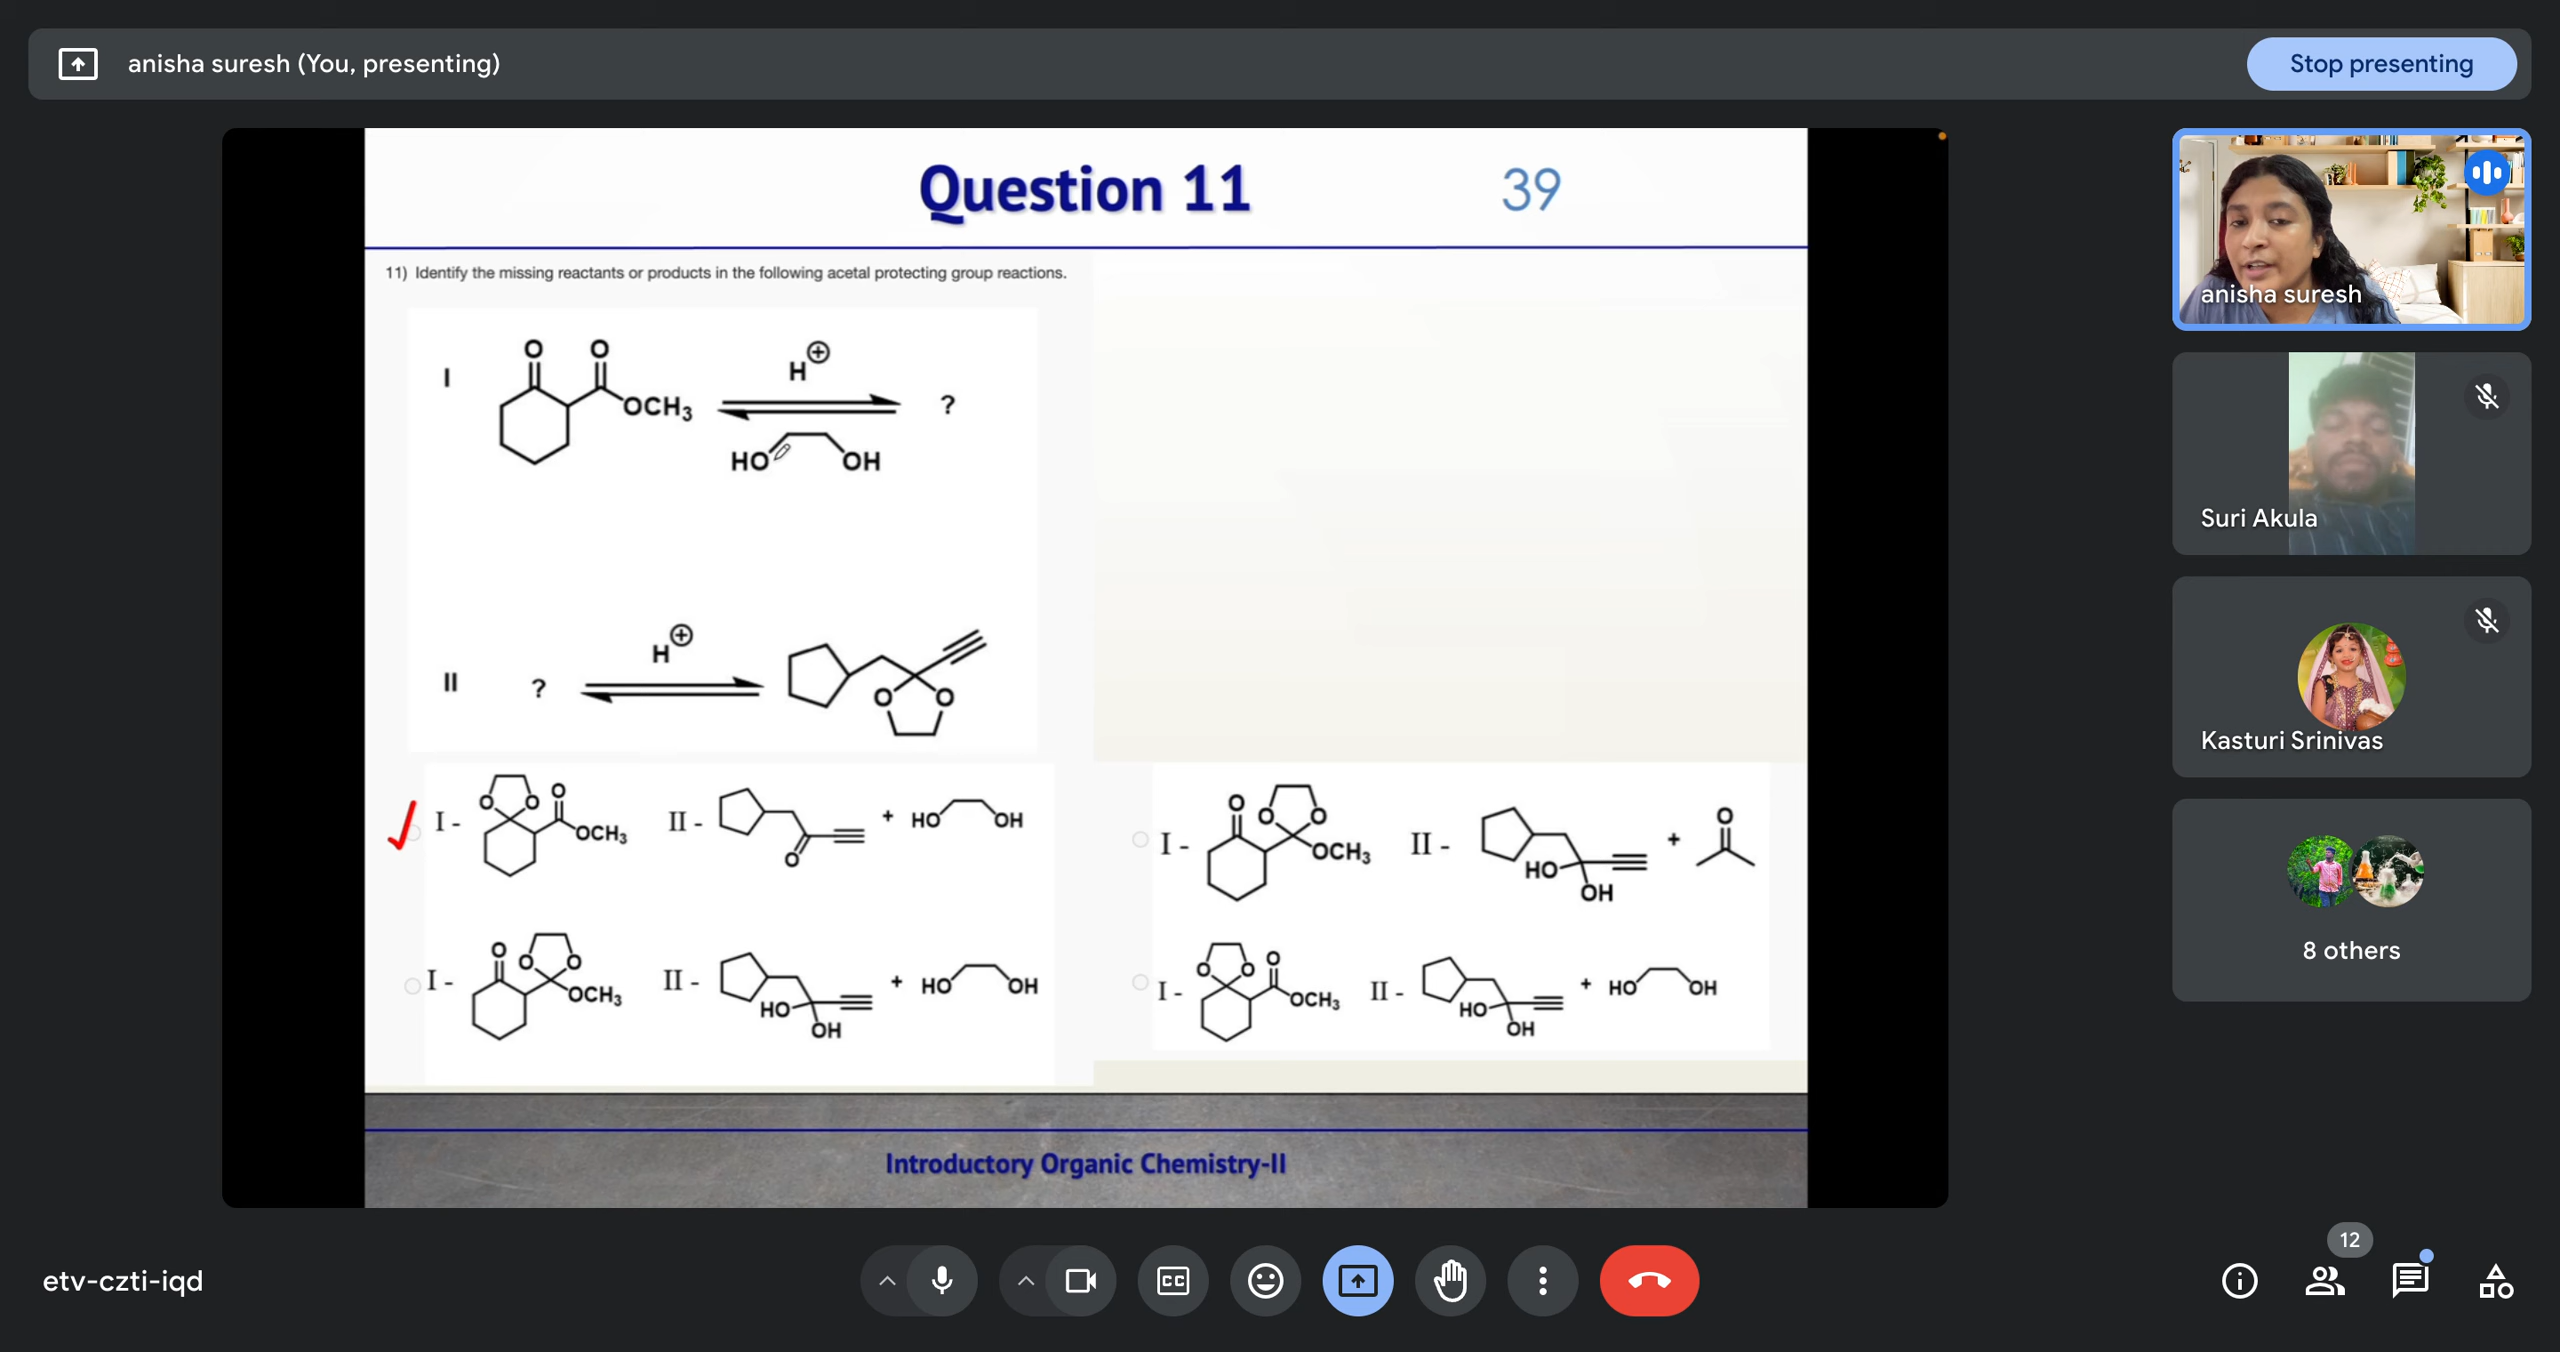 anisha suresh (You, presenting)
Stop presenting
Question 11
39
11) Identify the missing reactants or products in the following acetal protecting group reactions.
I
O
O
OCH3
H⊕
HO
OH
?
II
?
H⊕
O
O
I -
O
O
O
OCH3
II -
O
+
HO
OH
I -
O
O
O
OCH3
II -
HO
OH
+
O
I -
O
O
O
OCH3
II -
HO
OH
+
HO
OH
I -
O
O
O
OCH3
II -
HO
OH
+
HO
OH
Introductory Organic Chemistry-II
anisha suresh
Suri Akula
Kasturi Srinivas
8 others
etv-czti-iqd
CC
12